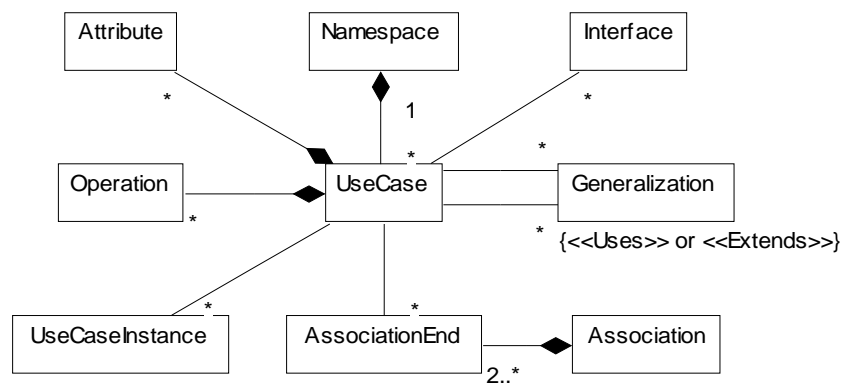 Attribute
Namespace
Interface
*
1
*
*
*
Operation
UseCase
Generalization
*
*
{<<Uses>> or <<Extends>>}
*
*
UseCaseInstance
AssociationEnd
Association
2..*